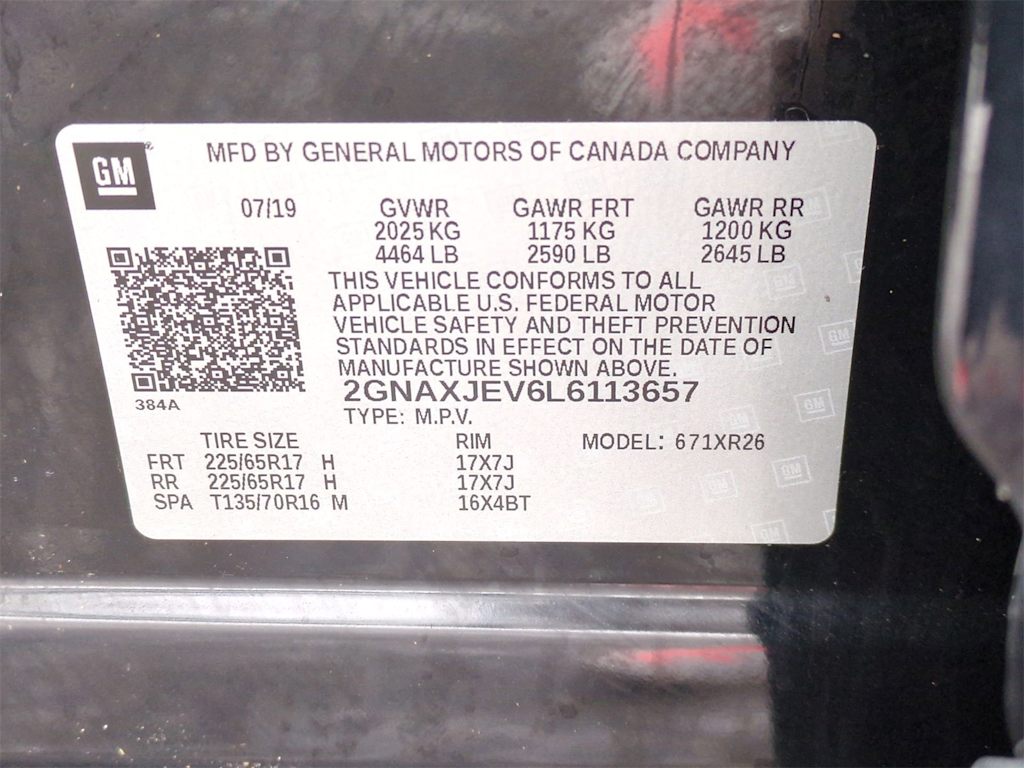 GM
MFD BY GENERAL MOTORS OF CANADA COMPANY
07/19 GVWR GAWR FRT GAWR RR
2025 KG 1175 KG 1200 KG
4464 LB 2590 LB 2645 LB
THIS VEHICLE CONFORMS TO ALL
APPLICABLE U.S. FEDERAL MOTOR
VEHICLE SAFETY AND THEFT PREVENTION
STANDARDS IN EFFECT ON THE DATE OF
MANUFACTURE SHOWN ABOVE.
2GNAXJEV6L6113657
384A
TYPE: M.P.V.
TIRE SIZE RIM MODEL: 671XR26
FRT 225/65R17 H 17X7J
RR 225/65R17 H 17X7J
SPA T135/70R16 M 16X4BT